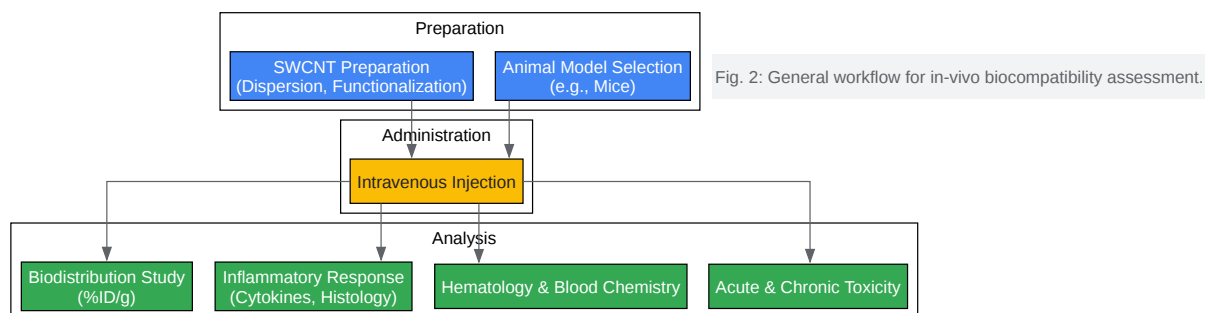 Preparation
SWCNT Preparation
(Dispersion, Functionalization)
Animal Model Selection
(e.g., Mice)
Fig. 2: General workflow for in-vivo biocompatibility assessment.
Administration
Intravenous Injection
Analysis
Biodistribution Study
(%ID/g)
Inflammatory Response
(Cytokines, Histology)
Hematology & Blood Chemistry
Acute & Chronic Toxicity